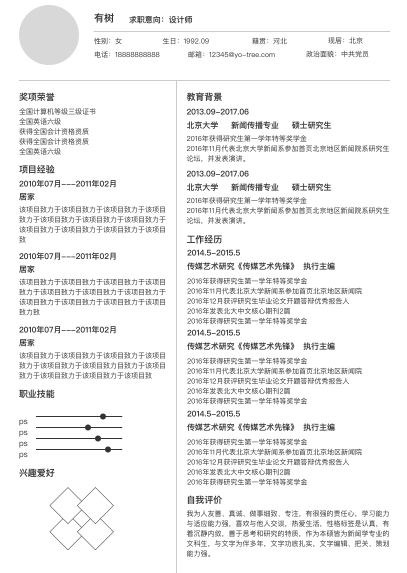 有树 求职意向：设计师
性别：女 生日：1992.09 籍贯：河北 现居：北京
电话：18888888888 邮箱：12345@yo-tree.com 政治面貌：中共党员
奖项荣誉
全国计算机等级三级证书
全国英语六级
获得全国会计资格资质
获得全国会计资格资质
全国英语六级
项目经验
2010年07月---2011年02月
居家
该项目致力于该项目致力于该项目致力于该项目
致力于该项目致力于该项目致力于该项目致力于
该项目致力于该项目致力于该项目致力于该项目
致
2010年07月---2011年02月
居家
该项目致力于该项目致力于该项目致力于该项目
致力于该项目致力于该项目致力于该项目致力于
该项目致力于该项目致力于该项目致力于该项目
致力致
2010年07月---2011年02月
居家
该项目致力于该项目致力于该项目致力于该项目
致力于该项目致力于该项目致力目致力于该项目
致力于该项目致力于该项目致力于该项目致
职业技能
ps
ps
ps
ps
兴趣爱好
教育背景
2013.09~2017.06
北京大学 新闻传播专业 硕士研究生
2016年获得研究生第一学年特等奖学金
2016年11月代表北京大学新闻系参加首页北京地区新闻院系研究生
论坛，并发表演讲。
2013.09~2017.06
北京大学 新闻传播专业 硕士研究生
2016年获得研究生第一学年特等奖学金
2016年11月代表北京大学新闻系参加首页北京地区新闻院系研究生
论坛，并发表演讲。
工作经历
2014.5~2015.5
传媒艺术研究《传媒艺术先锋》 执行主编
2016年获得研究生第一学年特等奖学金
2016年11月代表北京大学新闻系参加首页北京地区新闻院
2016年12月获评研究生毕业论文开题答辩优秀报告人
2016年发表北大中文核心期刊2篇
2016年获得研究生第一学年特等奖学金
2014.5~2015.5
传媒艺术研究《传媒艺术先锋》 执行主编
2016年获得研究生第一学年特等奖学金
2016年11月代表北京大学新闻系参加首页北京地区新闻院
2016年12月获评研究生毕业论文开题答辩优秀报告人
2016年发表北大中文核心期刊2篇
2016年获得研究生第一学年特等奖学金
2014.5~2015.5
传媒艺术研究《传媒艺术先锋》 执行主编
2016年获得研究生第一学年特等奖学金
2016年11月代表北京大学新闻系参加首页北京地区新闻院
2016年12月获评研究生毕业论文开题答辩优秀报告人
2016年发表北大中文核心期刊2篇
2016年获得研究生第一学年特等奖学金
自我评价
我为人友善、真诚、做事细致、专注，有很强的责任心、学习能力
与适应能力强，喜欢与他人交谈，热爱生活，性格标签是认真，有
着沉静内敛，善于思考和研究的特质，作为本硕皆为新闻学专业的
文科生，与文字为伴多年，文字功底扎实，文字编辑、把关、策划
能力强。